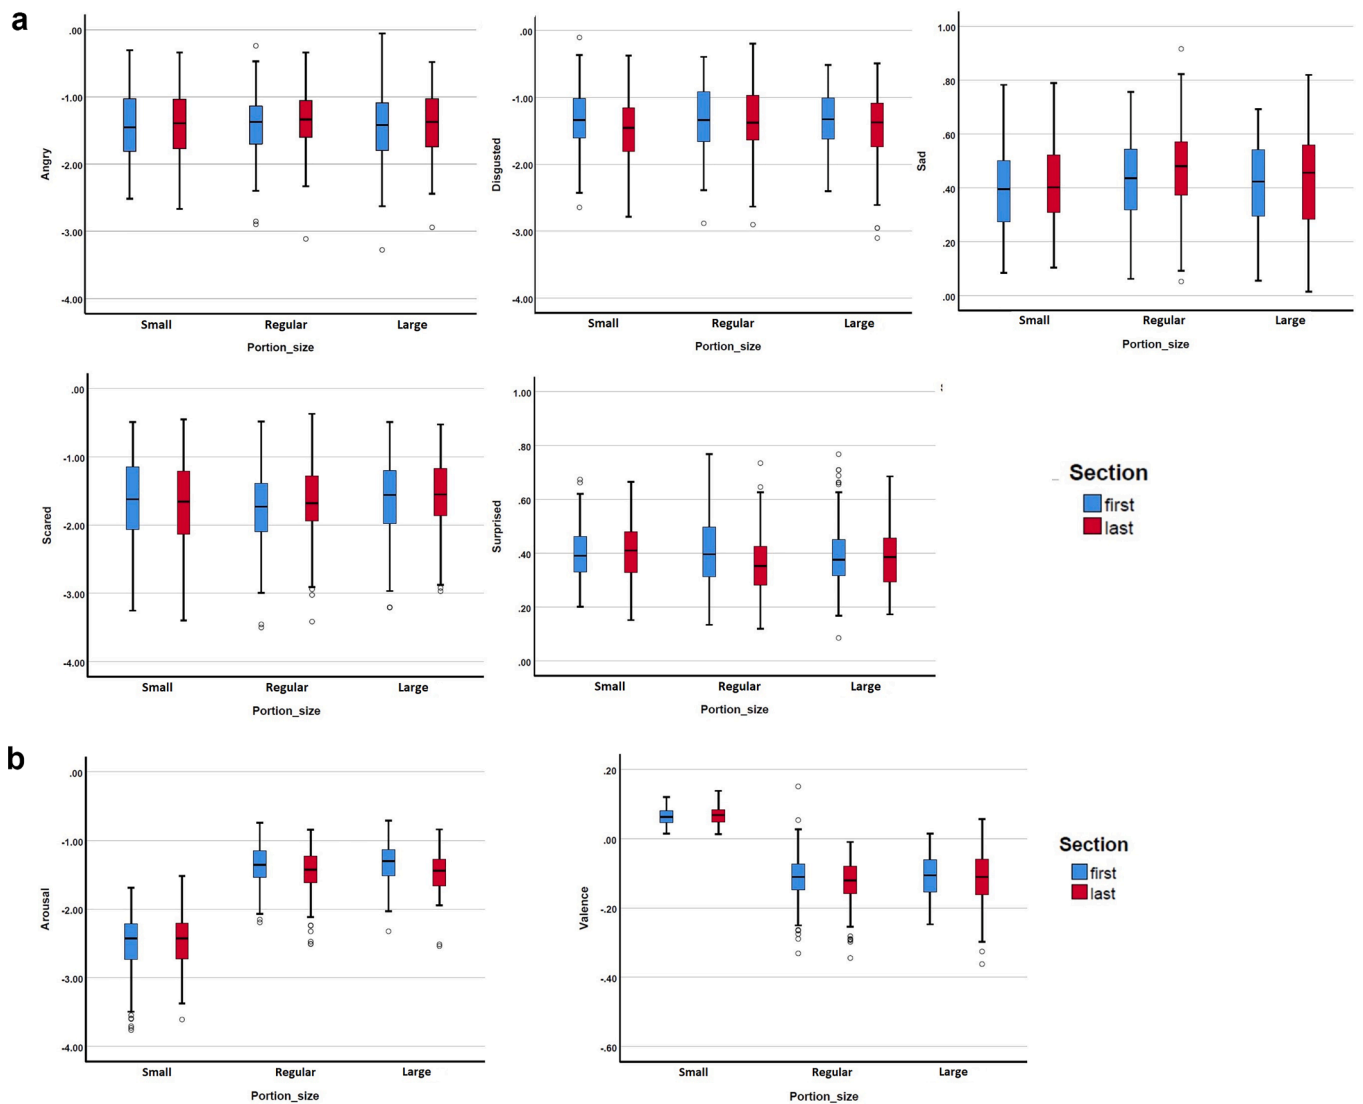 a
.00
-1.00
-2.00
-3.00
-4.00
Angry
Small Regular Large
Portion_size
.00
-1.00
-2.00
-3.00
-4.00
Disgusted
Small Regular Large
Portion_size
1.00
.80
.60
.40
.20
.00
Sad
Small Regular Large
Portion_size
.00
-1.00
-2.00
-3.00
-4.00
Scared
Small Regular Large
Portion_size
1.00
.80
.60
.40
.20
.00
Surprised
Small Regular Large
Portion_size
Section
first
last
b
.00
-1.00
-2.00
-3.00
-4.00
Arousal
Small Regular Large
Portion_size
.20
.00
-.20
-.40
-.60
Valence
Small Regular Large
Portion_size
Section
first
last